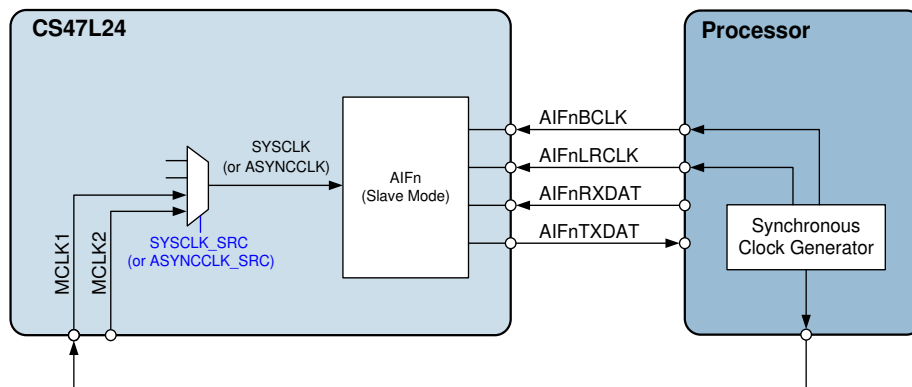 CS47L24
Processor
AIFnBCLK
SYSCLK
(or ASYNCCLK)
AIFnLRCLK
AIFn
(Slave Mode)
AIFnRXDAT
AIFnTXDAT
Synchronous
Clock Generator
SYSCLK_SRC
(or ASYNCCLK_SRC)
MCLK1
MCLK2